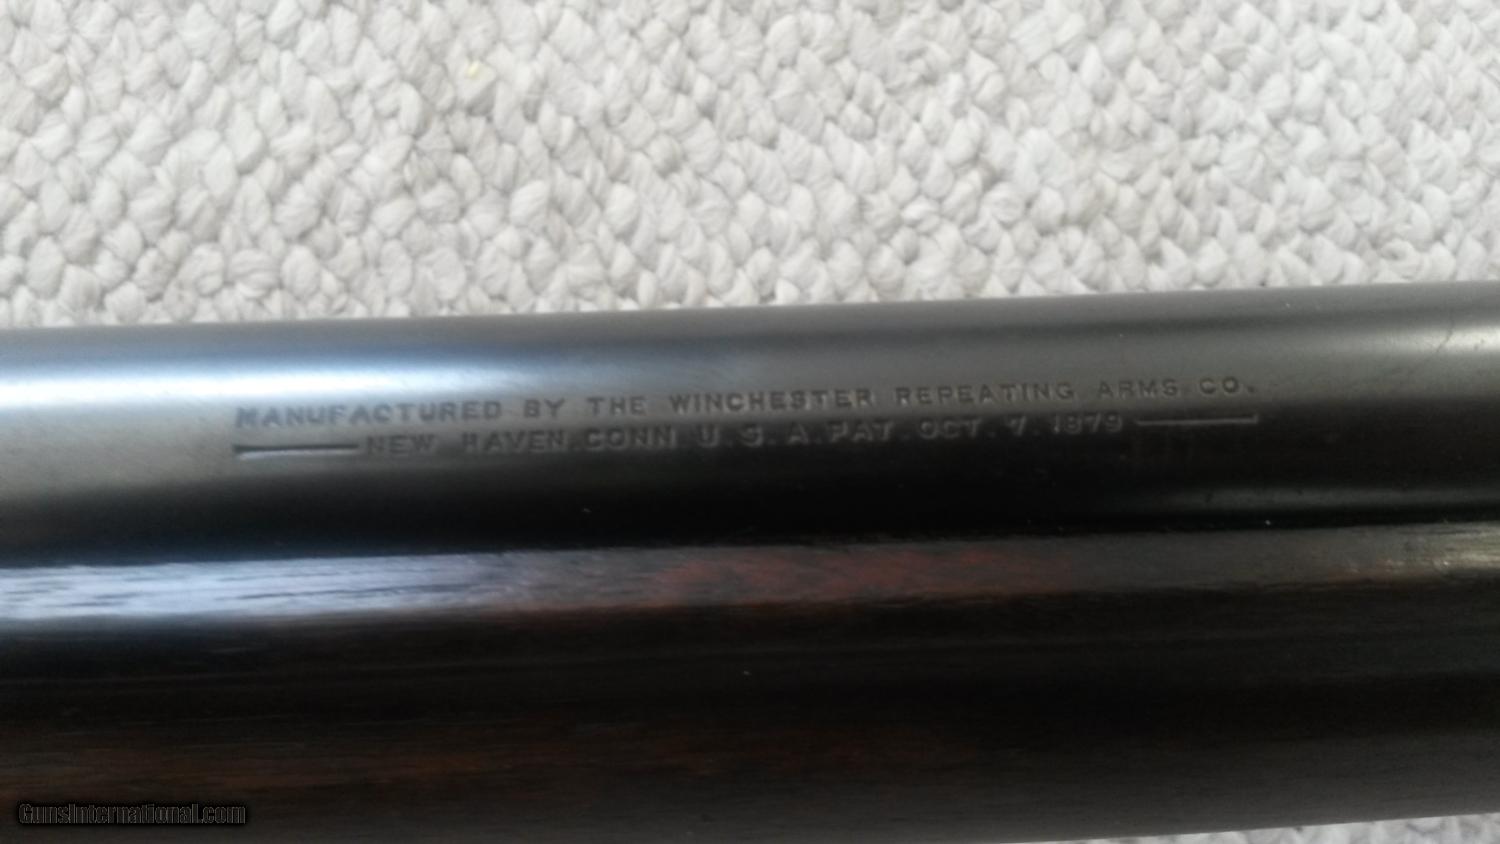 MANUFACTURED BY THE WINCHESTER REPEATING ARMS CO.
NEW HAVEN. CONN U. S. A. PAT. OCT. 7. 1879
GunsInternational.com